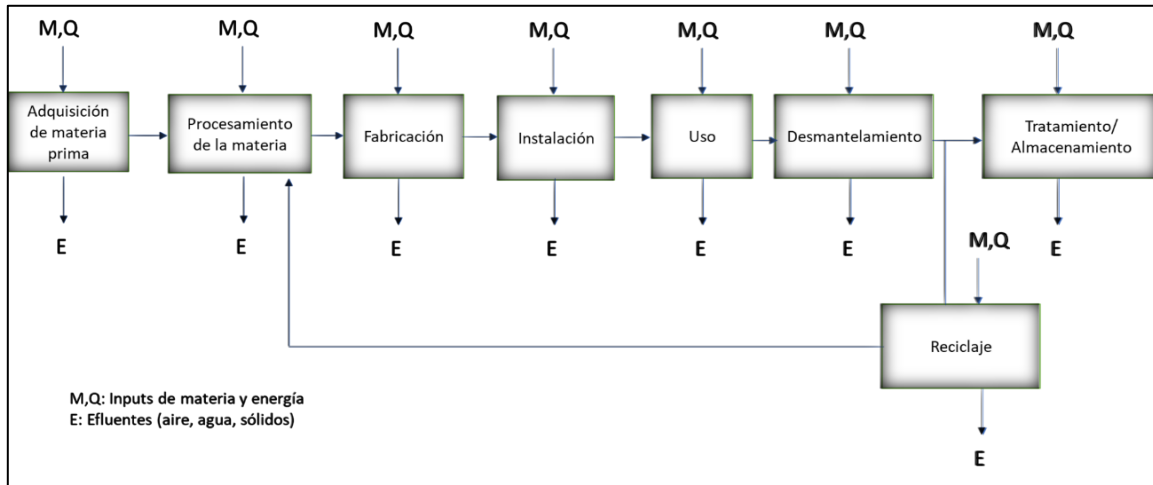 M,Q
M,Q
M,Q
M,Q
M,Q
M,Q
M,Q
Adquisición
de materia
prima
Procesamiento
de la materia
Fabricación
Instalación
Uso
Desmantelamiento
Tratamiento/
Almacenamiento
E
E
E
E
E
E
E
M,Q
Reciclaje
E
M,Q: Inputs de materia y energía
E: Efluentes (aire, agua, sólidos)